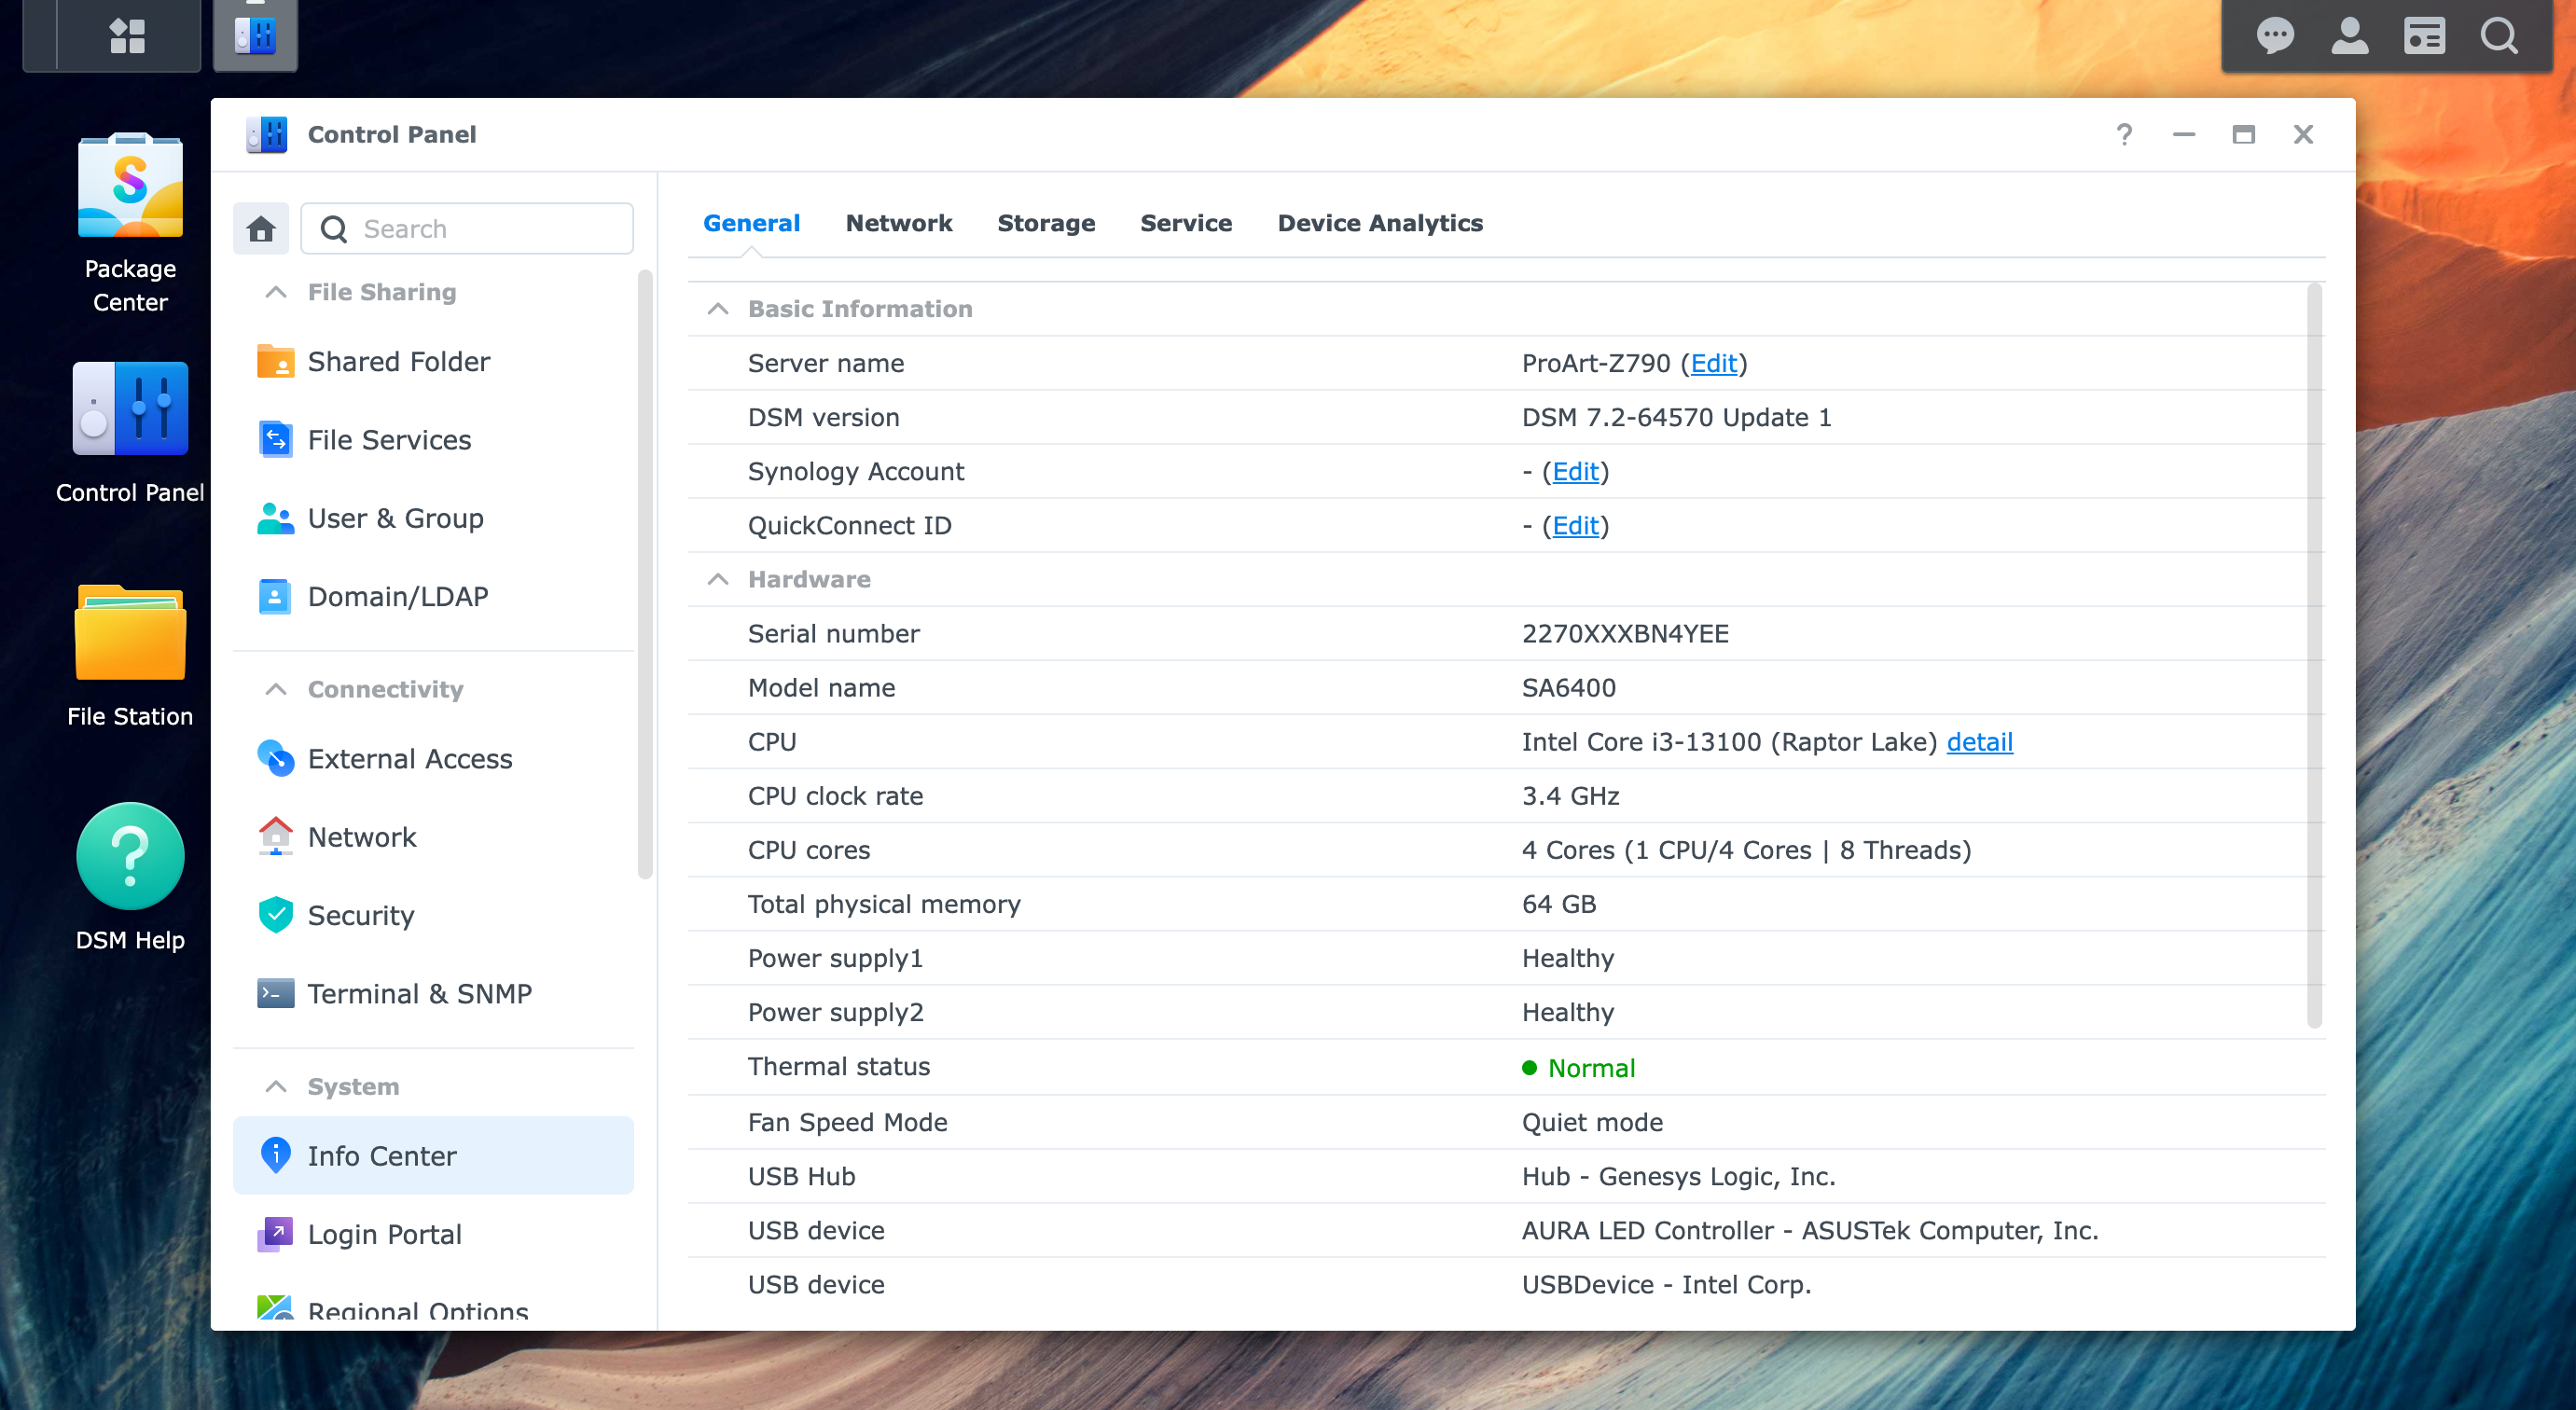 Package
Center
Control Panel
File Station
DSM Help
Control Panel
Search
File Sharing
Shared Folder
File Services
User & Group
Domain/LDAP
Connectivity
External Access
Network
Security
Terminal & SNMP
System
Info Center
Login Portal
Regional Options
General Network Storage Service Device Analytics
Basic Information
Server name ProArt-Z790 (Edit)
DSM version DSM 7.2-64570 Update 1
Synology Account - (Edit)
QuickConnect ID - (Edit)
Hardware
Serial number 2270XXXBN4YEE
Model name SA6400
CPU Intel Core i3-13100 (Raptor Lake) detail
CPU clock rate 3.4 GHz
CPU cores 4 Cores (1 CPU/4 Cores | 8 Threads)
Total physical memory 64 GB
Power supply1 Healthy
Power supply2 Healthy
Thermal status Normal
Fan Speed Mode Quiet mode
USB Hub Hub - Genesys Logic, Inc.
USB device AURA LED Controller - ASUSTek Computer, Inc.
USB device USBDevice - Intel Corp.